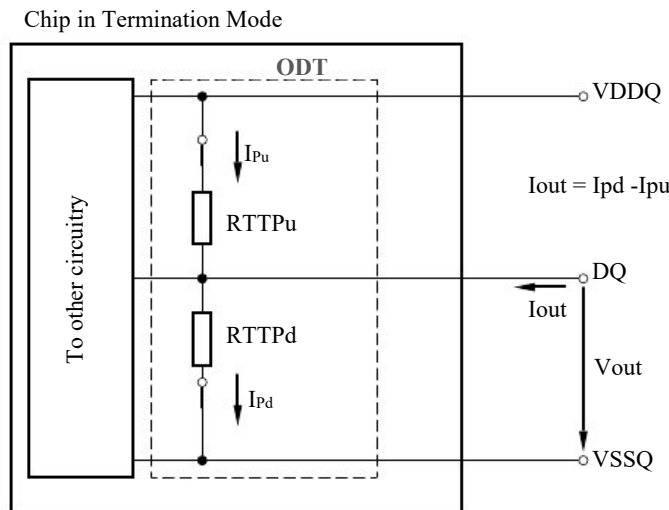 Chip in Termination Mode
ODT
VDDQ
IPu
Iout = Ipd -Ipu
RTTPu
To other circuitry
DQ
Iout
RTTPd
Vout
IPd
VSSQ